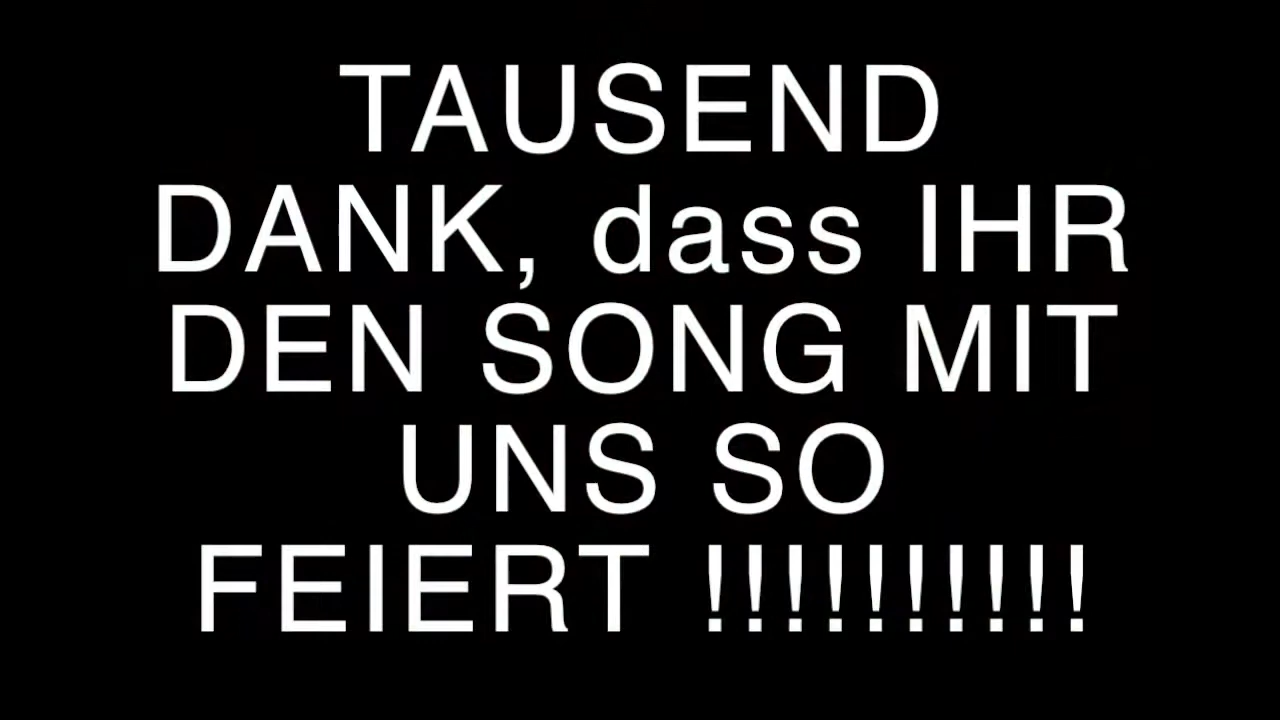 TAUSEND
DANK, dass IHR
DEN SONG MIT
UNS SO
FEIERT !!!!!!!!!!